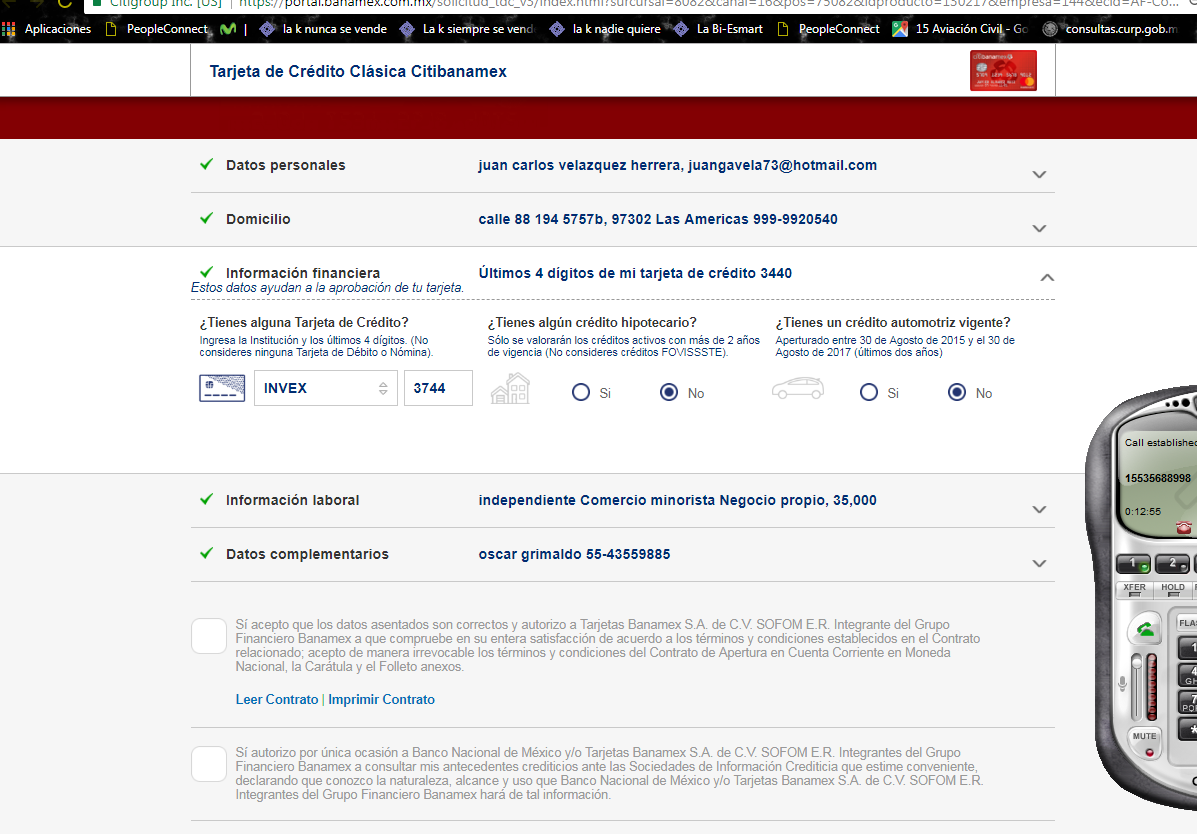 Citigroup Inc. [US] | https://portal.banamex.com.mx/solicitud_tdc_v3/index.html?sursursal=8082&canal=16&pos=75082&idproducto=150217&empresa=144&ecid=AF-Co...
Aplicaciones PeopleConnect | la k nunca se vende La k siempre se vend la k nadie quiere La Bi-Esmart PeopleConnect 15 Aviación Civil - Go consultas.curp.gob.m
Tarjeta de Crédito Clásica Citibanamex
Datos personales juan carlos velazquez herrera, juangavela73@hotmail.com
Domicilio calle 88 194 5757b, 97302 Las Americas 999-9920540
Información financiera Últimos 4 dígitos de mi tarjeta de crédito 3440
Estos datos ayudan a la aprobación de tu tarjeta.
¿Tienes alguna Tarjeta de Crédito?
Ingresa la Institución y los últimos 4 dígitos. (No
consideres ninguna Tarjeta de Débito o Nómina).
INVEX 3744
¿Tienes algún crédito hipotecario?
Sólo se valorarán los créditos activos con más de 2 años
de vigencia (No consideres créditos FOVISSSTE).
Si No
¿Tienes un crédito automotriz vigente?
Aperturado entre 30 de Agosto de 2015 y el 30 de
Agosto de 2017 (últimos dos años)
Si No
Información laboral independiente Comercio minorista Negocio propio, 35,000
Datos complementarios oscar grimaldo 55-43559885
Sí acepto que los datos asentados son correctos y autorizo a Tarjetas Banamex S.A. de C.V. SOFOM E.R. Integrante del Grupo
Financiero Banamex a que compruebe en su entera satisfacción de acuerdo a los términos y condiciones establecidos en el Contrato
relacionado; acepto de manera irrevocable los términos y condiciones del Contrato de Apertura en Cuenta Corriente en Moneda
Nacional, la Carátula y el Folleto anexos.
Leer Contrato | Imprimir Contrato
Sí autorizo por única ocasión a Banco Nacional de México y/o Tarjetas Banamex S.A. de C.V. SOFOM E.R. Integrantes del Grupo
Financiero Banamex a consultar mis antecedentes crediticios ante las Sociedades de Información Crediticia que estime conveniente,
declarando que conozco la naturaleza, alcance y uso que Banco Nacional de México y/o Tarjetas Banamex S.A. de C.V. SOFOM E.R.
Integrantes del Grupo Financiero Banamex hará de tal información.
Call established
15535688998
0:12:55
1 2
XFER HOLD
FLA
1
4
GH
7
MUTE